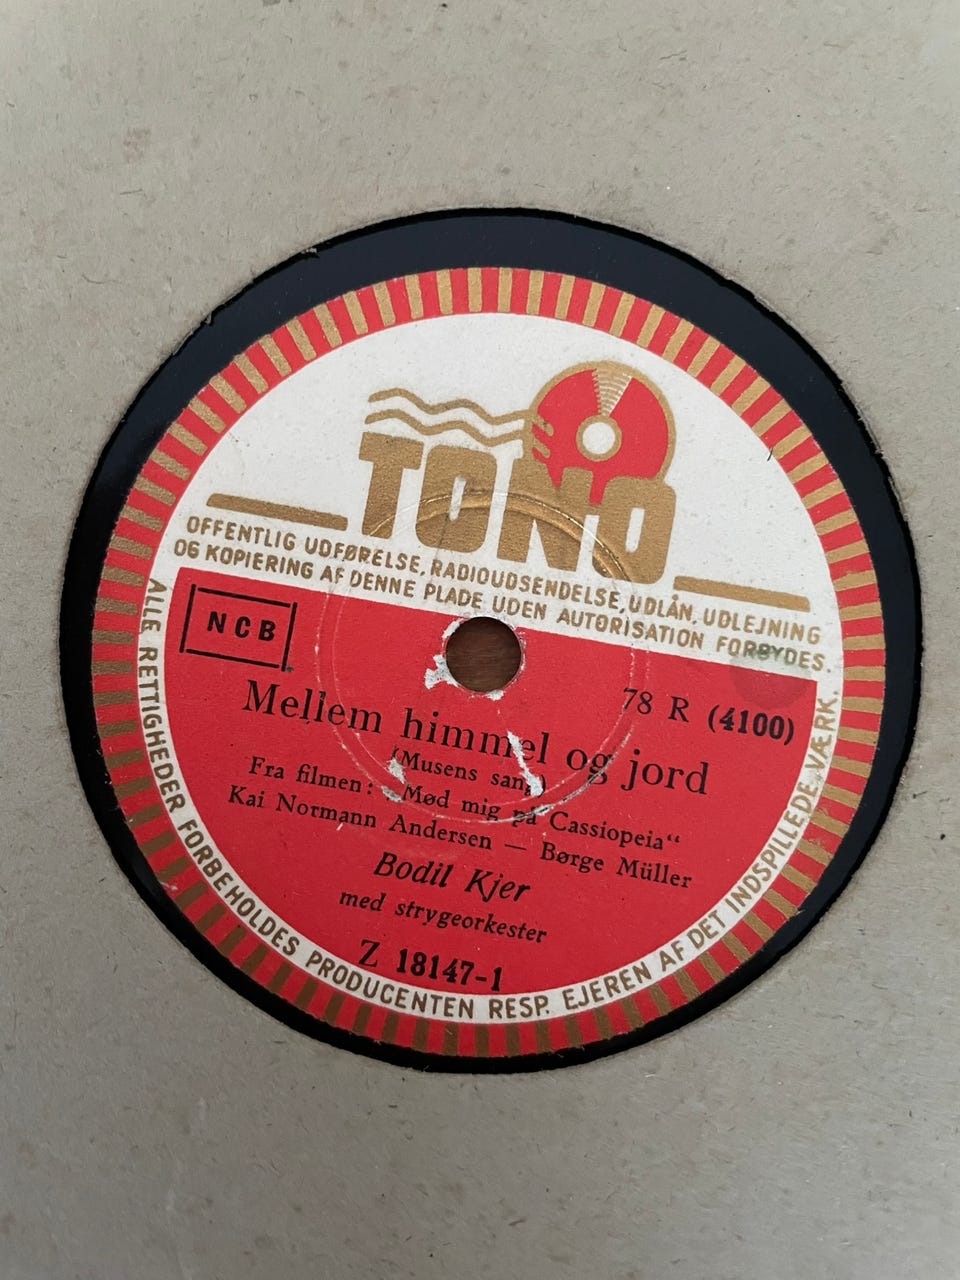 TONO
OFFENTLIG UDFØRELSE, RADIOUDSENDELSE, UDLÅN, UDLEJNING
OG KOPIERING AF DENNE PLADE UDEN AUTORISATION FORBYDES.
NCB
78 R (4100)
Mellem himmel og jord
(Musens sang)
Fra filmen: „Mød mig på Cassiopeia“
Kai Normann Andersen — Børge Müller
Bodil Kjer
med strygeorkester
Z 18147-1
ALLE RETTIGHEDER FORBEHOLDES PRODUCENTEN RESP. EJEREN AF DET INDSPILLEDE VÆRK.